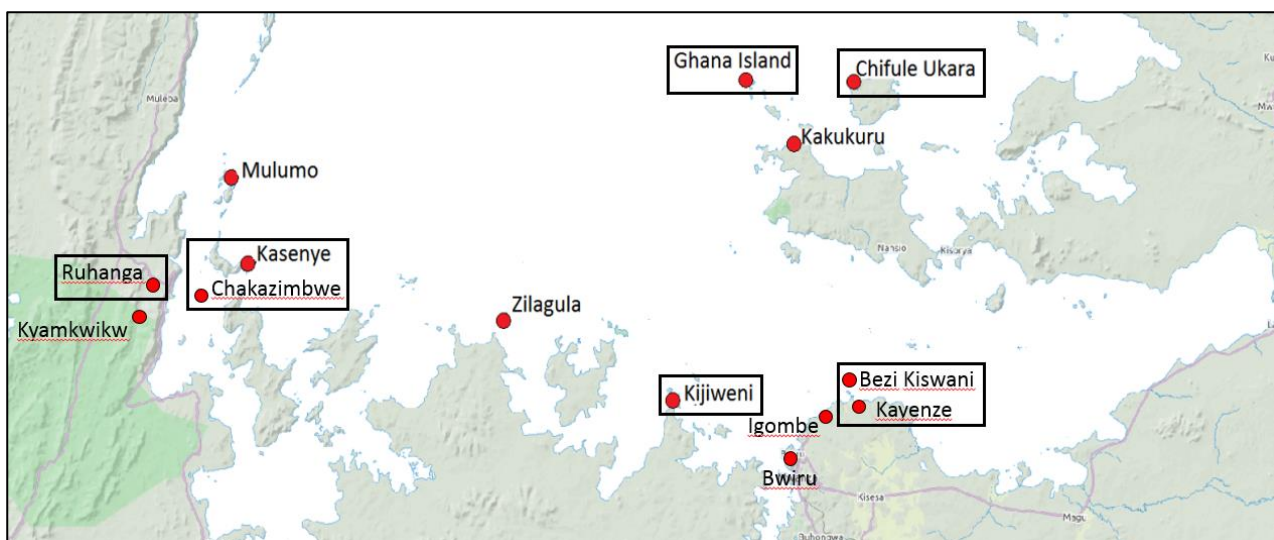 Ghana Island
Chifule Ukara
Muleba
Kakukuru
Mulumo
Nansio
Kisorya
Kasenye
Ruhanga
Chakazimbwe
Zilagula
Kyamkwikw
Bezi Kiswani
Kijiweni
Kayenze
Igombe
Bwiru
Kisesa
Magu
Buhongwa